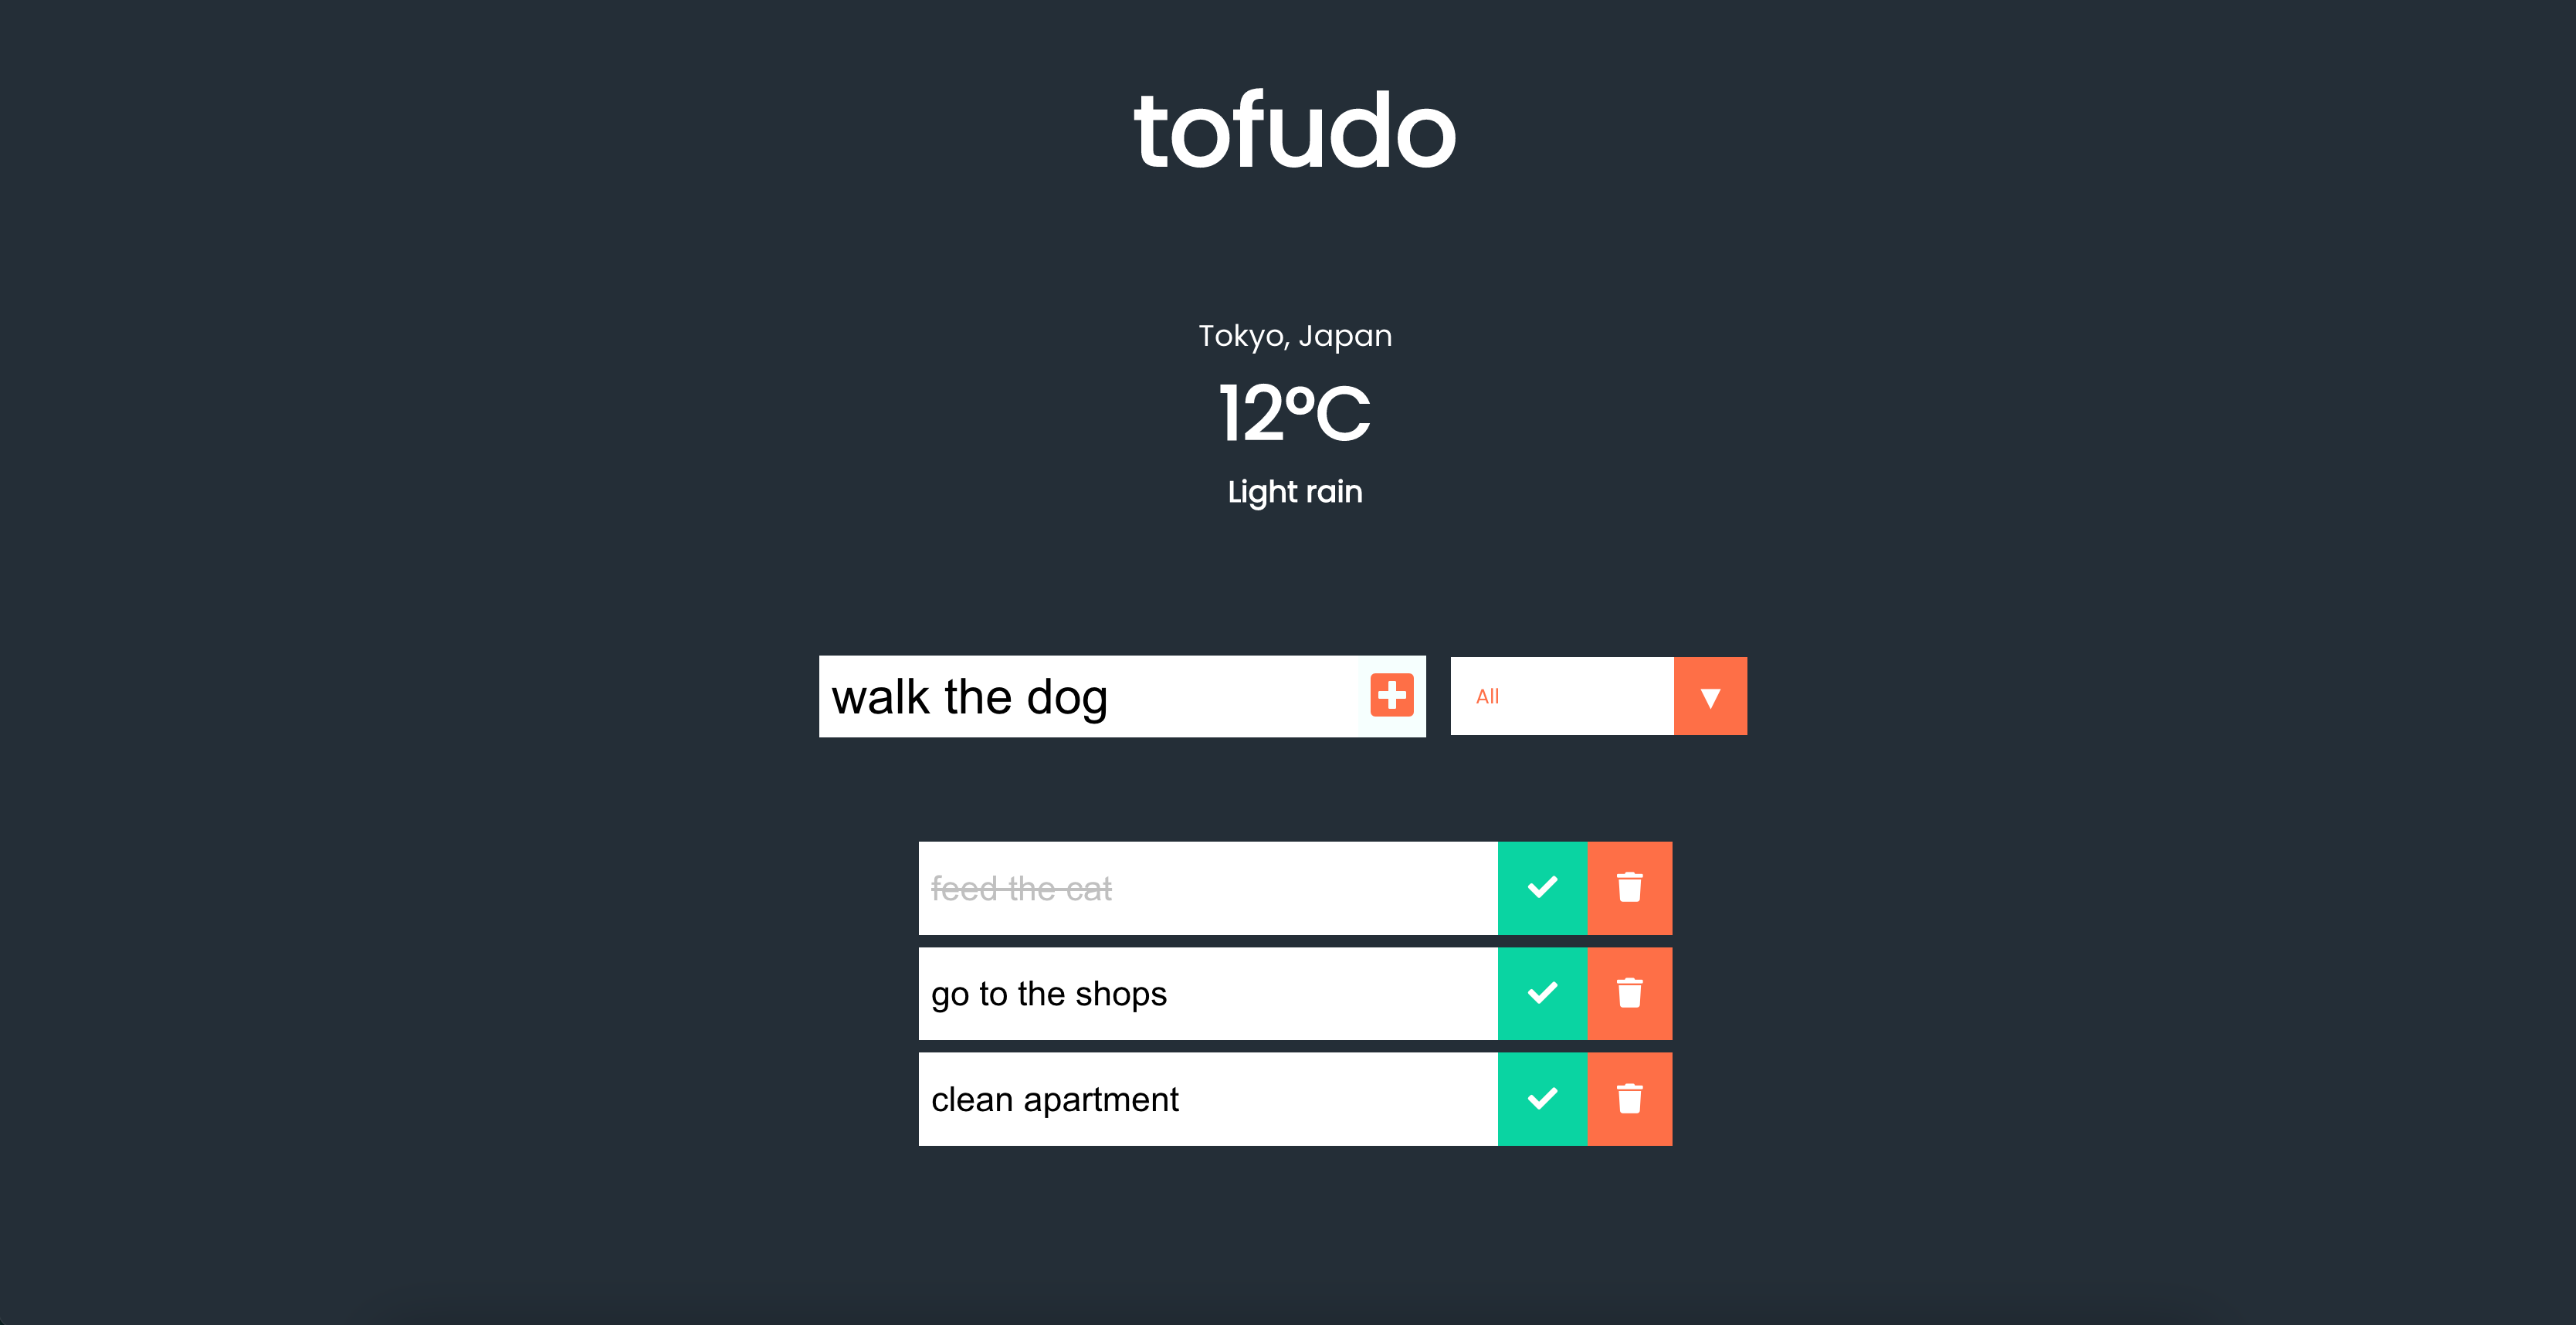 tofudo
Tokyo, Japan
12°C
Light rain
walk the dog
All
feed the cat
go to the shops
clean apartment